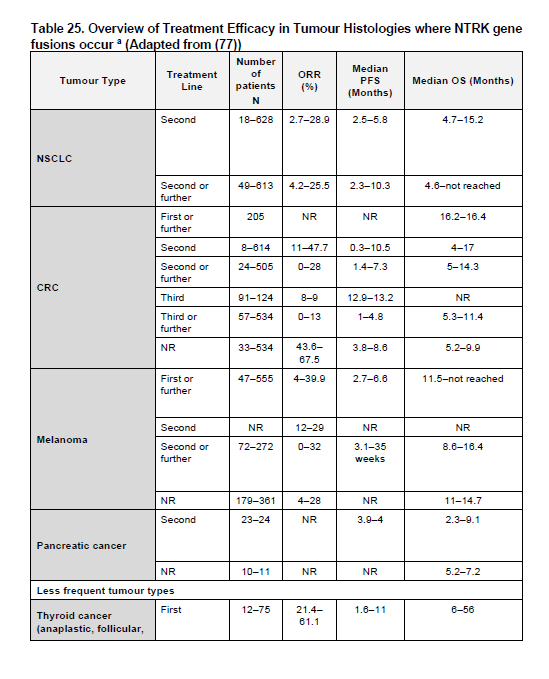 Table 25. Overview of Treatment Efficacy in Tumour Histologies where NTRK gene
fusions occur a (Adapted from (77))
Tumour Type
Treatment
Line
Number
of
patients
N
ORR
(%)
Median
PFS
(Months)
Median OS (Months)
NSCLC
Second
18–628
2.7–28.9
2.5–5.8
4.7–15.2
Second or
further
49–613
4.2–25.5
2.3–10.3
4.6–not reached
CRC
First or
further
205
NR
NR
16.2–16.4
Second
8–614
11–47.7
0.3–10.5
4–17
Second or
further
24–505
0–28
1.4–7.3
5–14.3
Third
91–124
8–9
12.9–13.2
NR
Third or
further
57–534
0–13
1–4.8
5.3–11.4
NR
33–534
43.6–
67.5
3.8–8.6
5.2–9.9
Melanoma
First or
further
47–555
4–39.9
2.7–6.6
11.5–not reached
Second
NR
12–29
NR
NR
Second or
further
72–272
0–32
3.1–35
weeks
8.6–16.4
NR
179–361
4–28
NR
11–14.7
Pancreatic cancer
Second
23–24
NR
3.9–4
2.3–9.1
NR
10–11
NR
NR
5.2–7.2
Less frequent tumour types
Thyroid cancer
(anaplastic, follicular,
First
12–75
21.4–
61.1
1.6–11
6–56